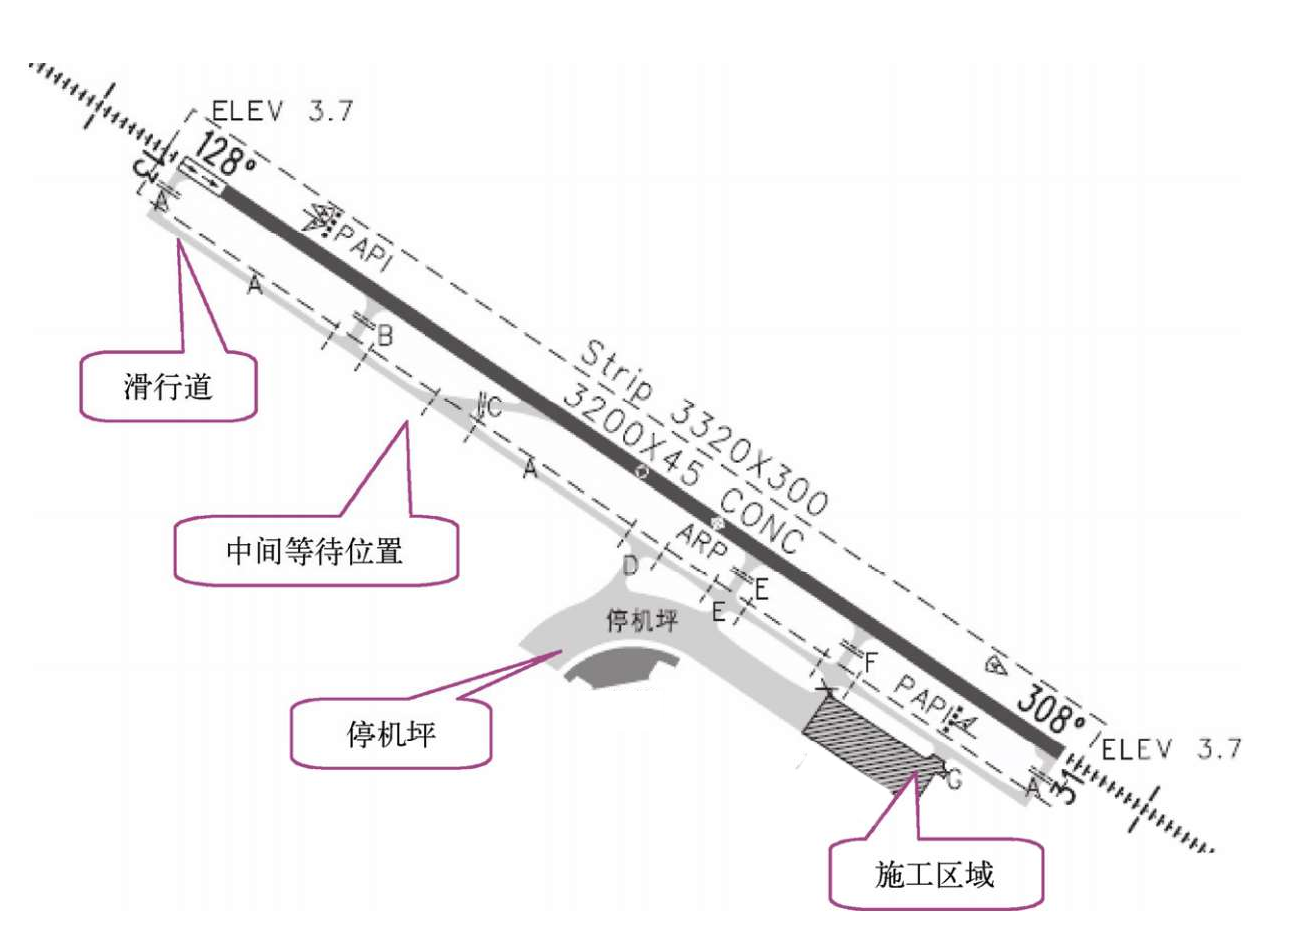 ELEV 3.7
128°
13
A
PAPI
A
滑行道
B
Strip 3320X300
3200X45 CONC
C
A
中间等待位置
ARP
D
E
E
停机坪
F
PAPI
308°
ELEV 3.7
停机坪
G
A
31
施工区域